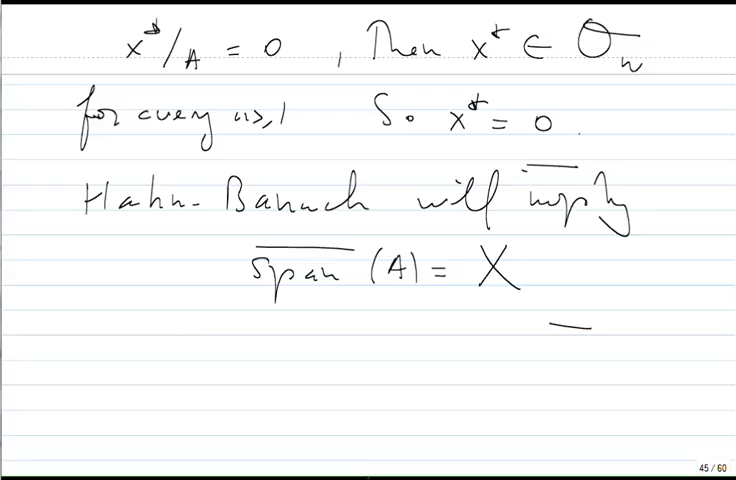 x*/A = 0 , Then x* ∈ O_n
for every n ≥ 1 So x* = 0 .
Hahn-Banach will imply
span (A) = X
45 / 60